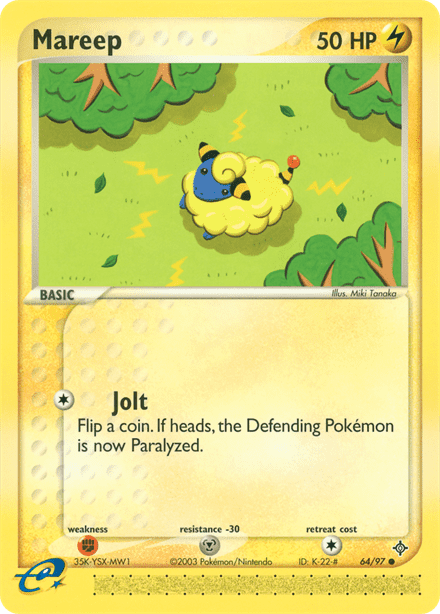 Mareep 50 HP
BASIC
Illus. Miki Tanaka
Jolt
Flip a coin. If heads, the Defending Pokémon
is now Paralyzed.
weakness resistance -30 retreat cost
35K-YSX-MW1 ©2003 Pokémon/Nintendo ID: K-22-# 64/97
e